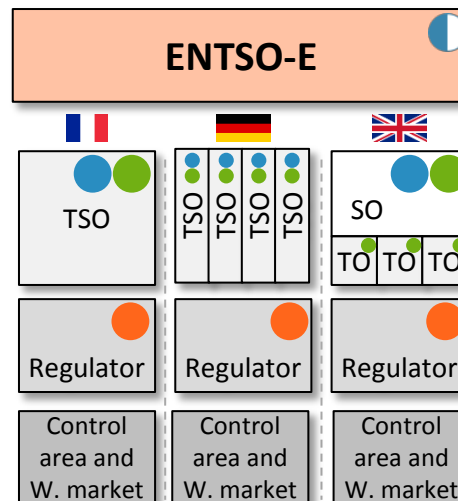 ENTSO-E
TSO
TSO
TSO
TSO
TSO
SO
TO
TO
TO
Regulator
Regulator
Regulator
Control
area and
W. market
Control
area and
W. market
Control
area and
W. market